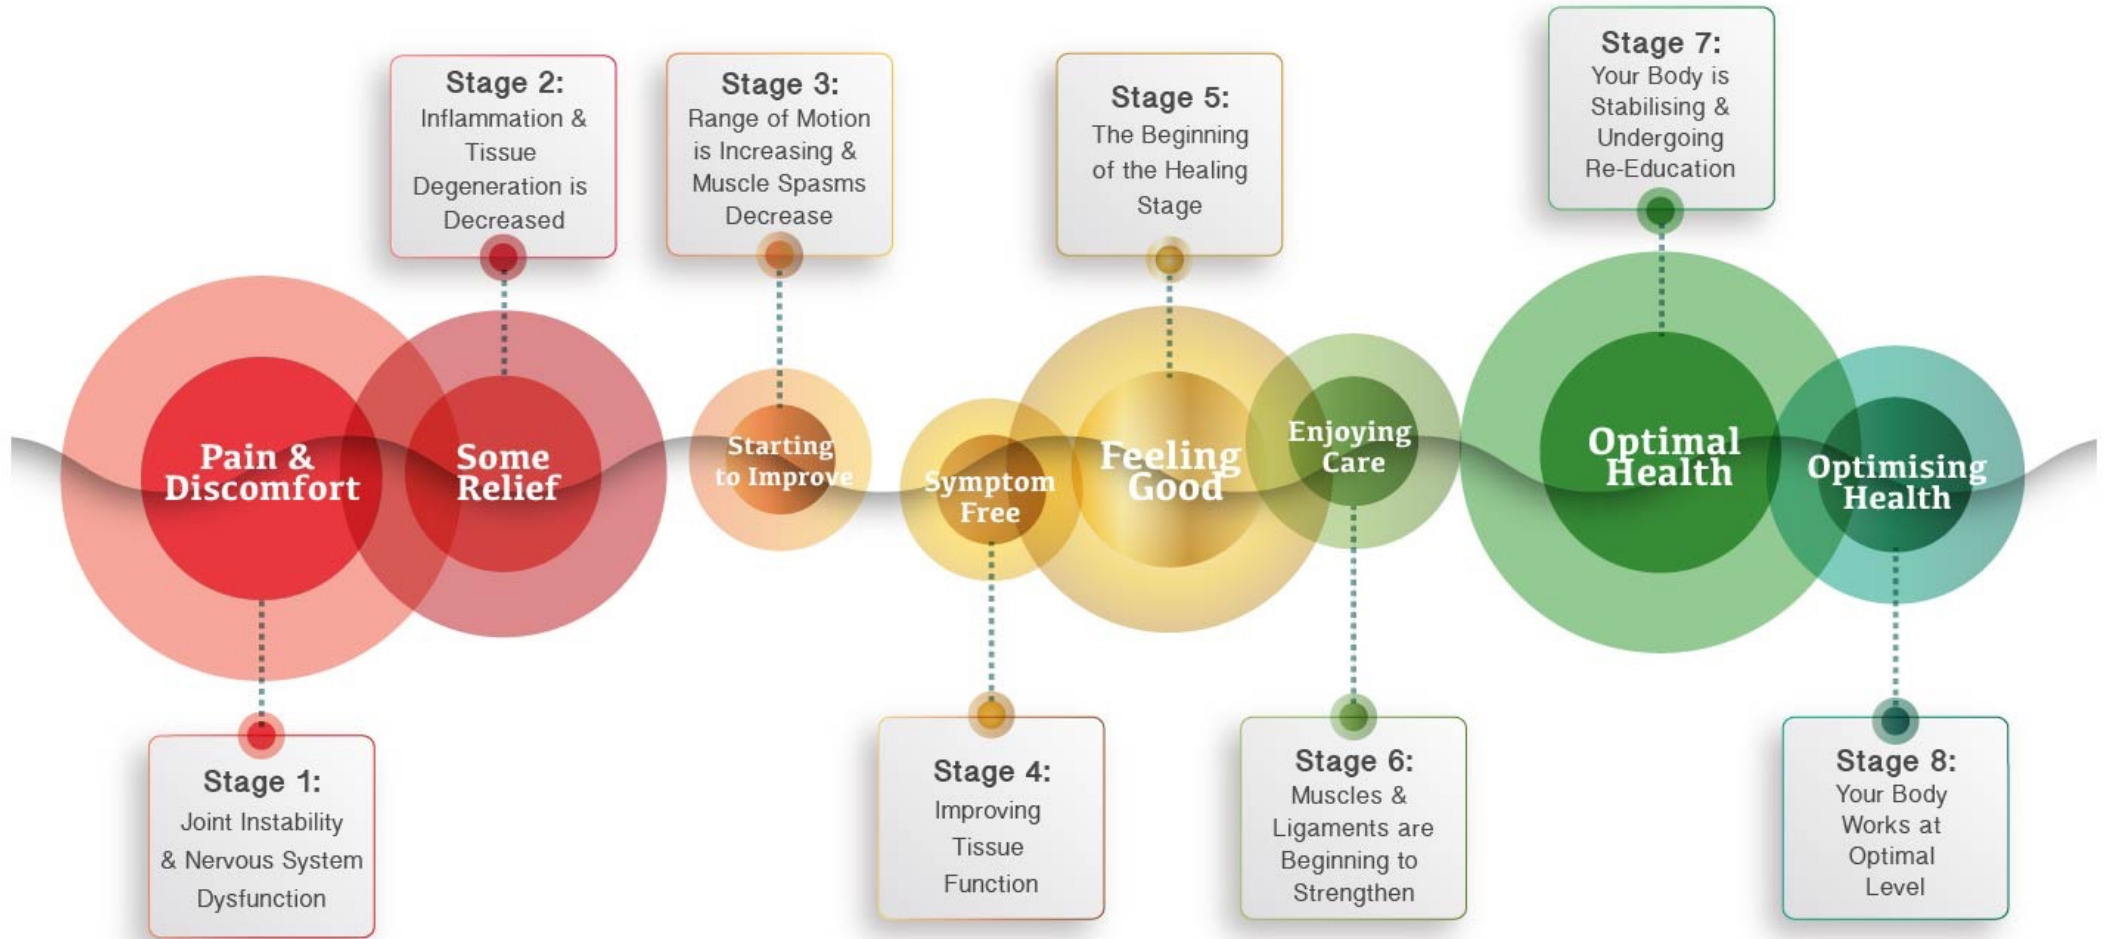 Stage 1:
Joint Instability
& Nervous System
Dysfunction
Pain &
Discomfort
Stage 2:
Inflammation &
Tissue
Degeneration is
Decreased
Some
Relief
Stage 3:
Range of Motion
is Increasing &
Muscle Spasms
Decrease
Starting
to Improve
Symptom
Free
Stage 4:
Improving
Tissue
Function
Stage 5:
The Beginning
of the Healing
Stage
Feeling
Good
Enjoying
Care
Stage 6:
Muscles &
Ligaments are
Beginning to
Strengthen
Stage 7:
Your Body is
Stabilising &
Undergoing
Re-Education
Optimal
Health
Optimising
Health
Stage 8:
Your Body
Works at
Optimal
Level